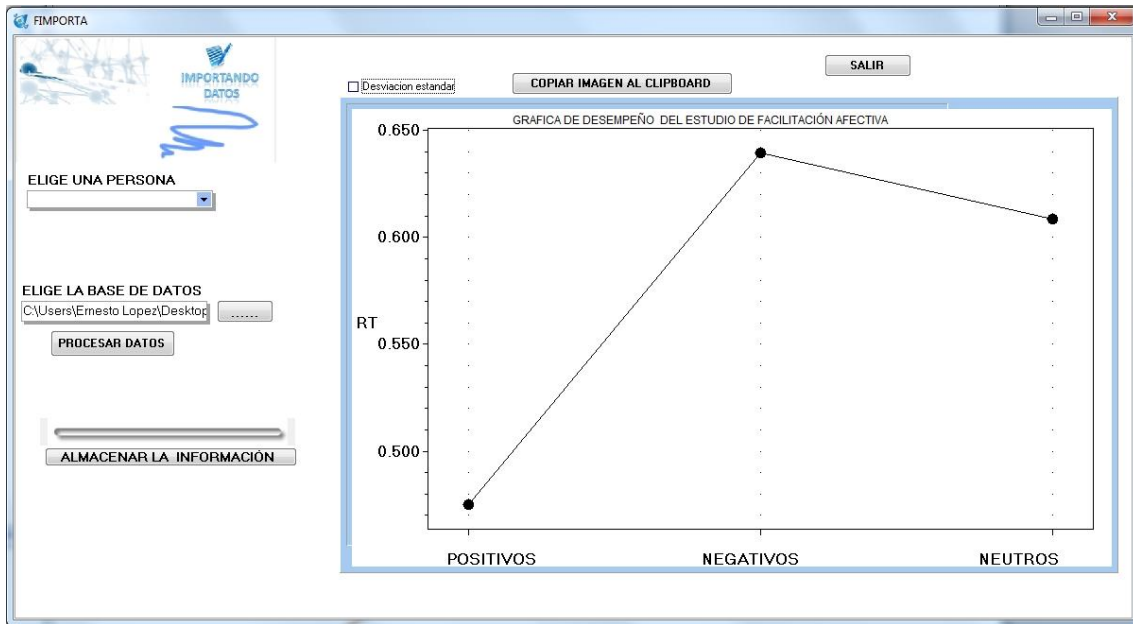 FIMPORTA
IMPORTANDO
DATOS
ELIGE UNA PERSONA
ELIGE LA BASE DE DATOS
C:\Users\Ernesto Lopez\Desktop
......
PROCESAR DATOS
ALMACENAR LA INFORMACIÓN
Desviacion estandar
COPIAR IMAGEN AL CLIPBOARD
SALIR
GRAFICA DE DESEMPEÑO DEL ESTUDIO DE FACILITACIÓN AFECTIVA
0.650
0.600
RT
0.550
0.500
POSITIVOS NEGATIVOS NEUTROS